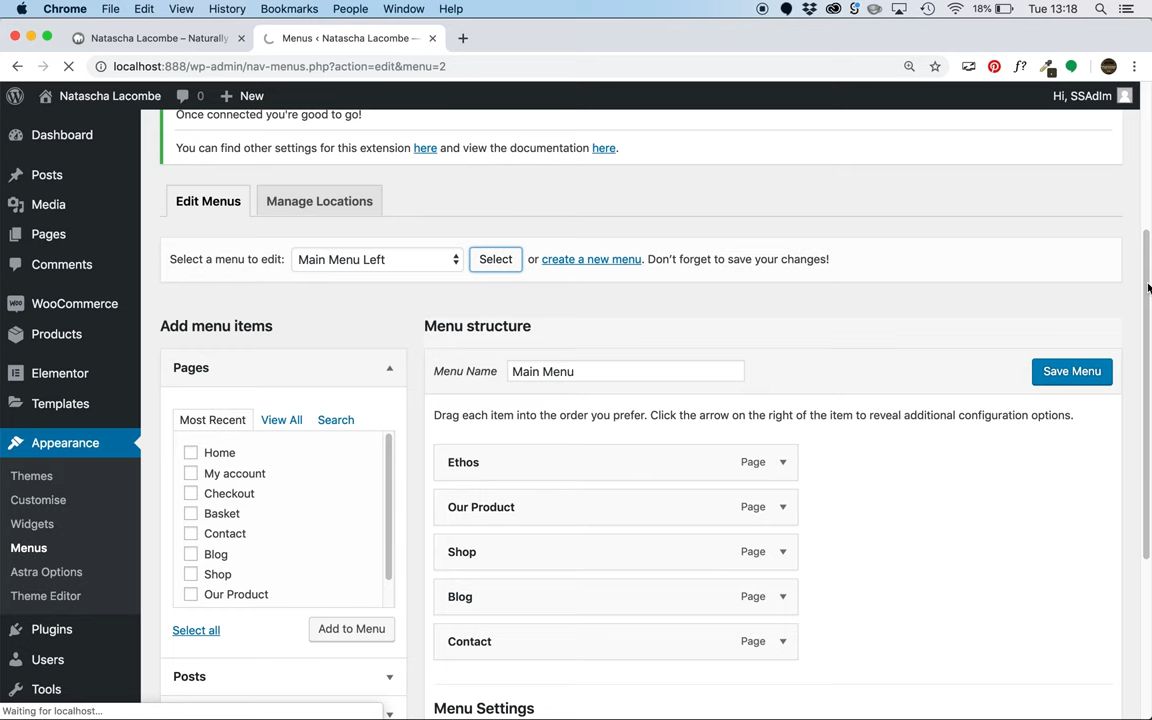 Chrome File Edit View History Bookmarks People Window Help 18% Tue 13:18
Natascha Lacombe – Naturally Menus ‹ Natascha Lacombe —
localhost:888/wp-admin/nav-menus.php?action=edit&menu=2
Natascha Lacombe 0 New Hi, SSAdIm
Once connected you're good to go!
You can find other settings for this extension here and view the documentation here.
Dashboard
Posts
Media
Pages
Comments
WooCommerce
Products
Elementor
Templates
Appearance
Themes
Customise
Widgets
Menus
Astra Options
Theme Editor
Plugins
Users
Tools
Edit Menus Manage Locations
Select a menu to edit: Main Menu Left Select or create a new menu. Don't forget to save your changes!
Add menu items
Pages
Most Recent View All Search
Home
My account
Checkout
Basket
Contact
Blog
Shop
Our Product
Select all Add to Menu
Posts
Menu structure
Menu Name Main Menu Save Menu
Drag each item into the order you prefer. Click the arrow on the right of the item to reveal additional configuration options.
Ethos Page
Our Product Page
Shop Page
Blog Page
Contact Page
Menu Settings
Waiting for localhost...